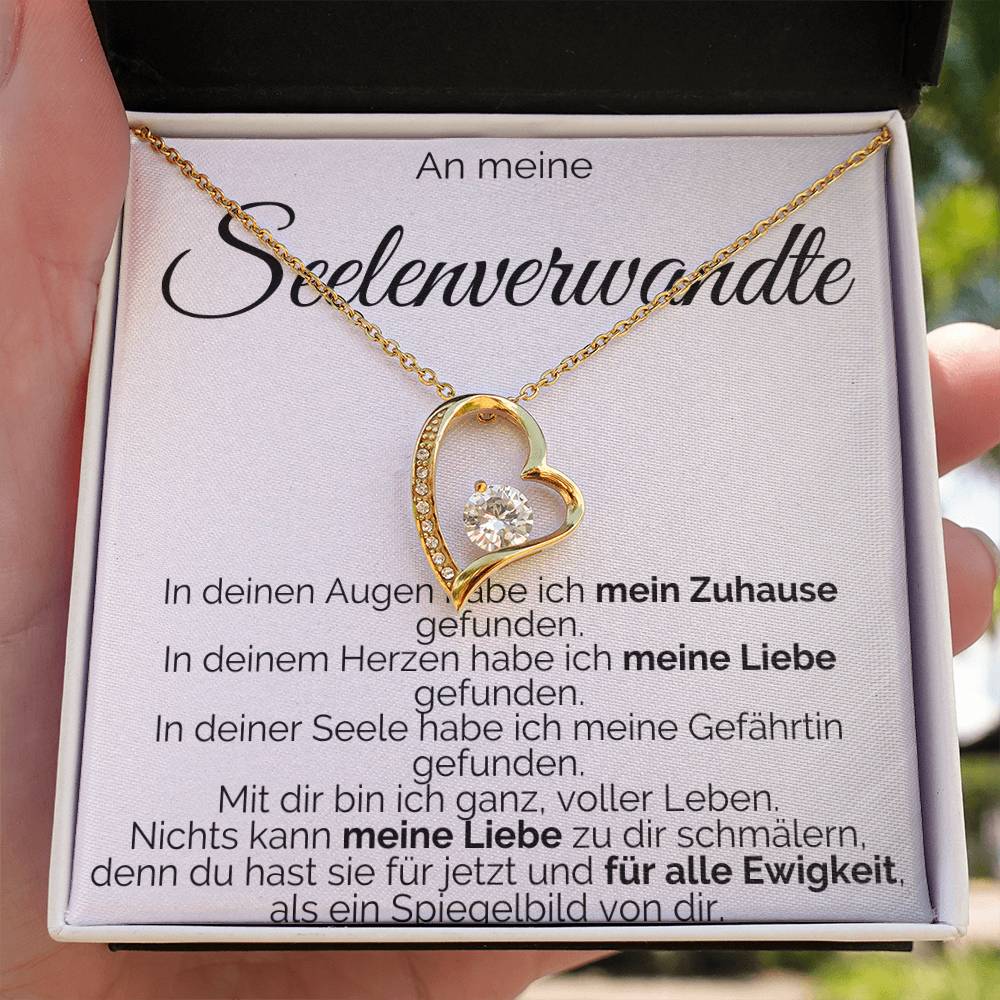 An meine
Seelenverwandte
In deinen Augen habe ich mein Zuhause
gefunden.
In deinem Herzen habe ich meine Liebe
gefunden.
In deiner Seele habe ich meine Gefährtin
gefunden.
Mit dir bin ich ganz, voller Leben.
Nichts kann meine Liebe zu dir schmälern,
denn du hast sie für jetzt und für alle Ewigkeit,
als ein Spiegelbild von dir.